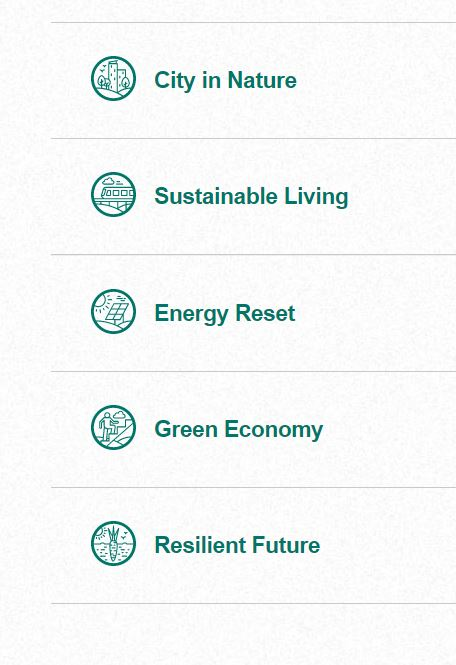 City in Nature
Sustainable Living
Energy Reset
Green Economy
Resilient Future